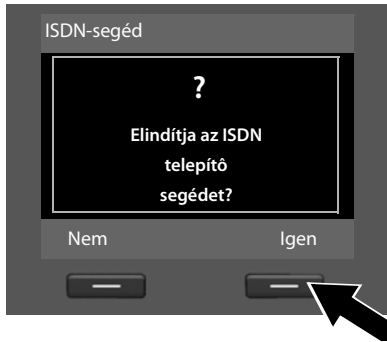 ISDN-segéd
?
Elindítja az ISDN
telepítô
segédet?
Nem Igen